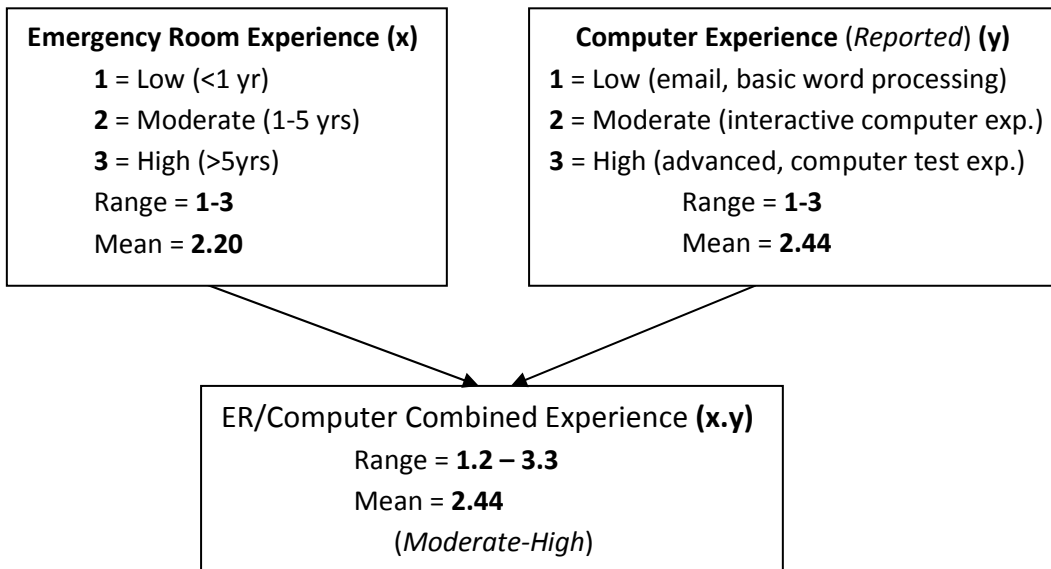 Emergency Room Experience (x)
1 = Low (<1 yr)
2 = Moderate (1-5 yrs)
3 = High (>5yrs)
Range = 1-3
Mean = 2.20
Computer Experience (Reported) (y)
1 = Low (email, basic word processing)
2 = Moderate (interactive computer exp.)
3 = High (advanced, computer test exp.)
Range = 1-3
Mean = 2.44
ER/Computer Combined Experience (x.y)
Range = 1.2 – 3.3
Mean = 2.44
(Moderate-High)